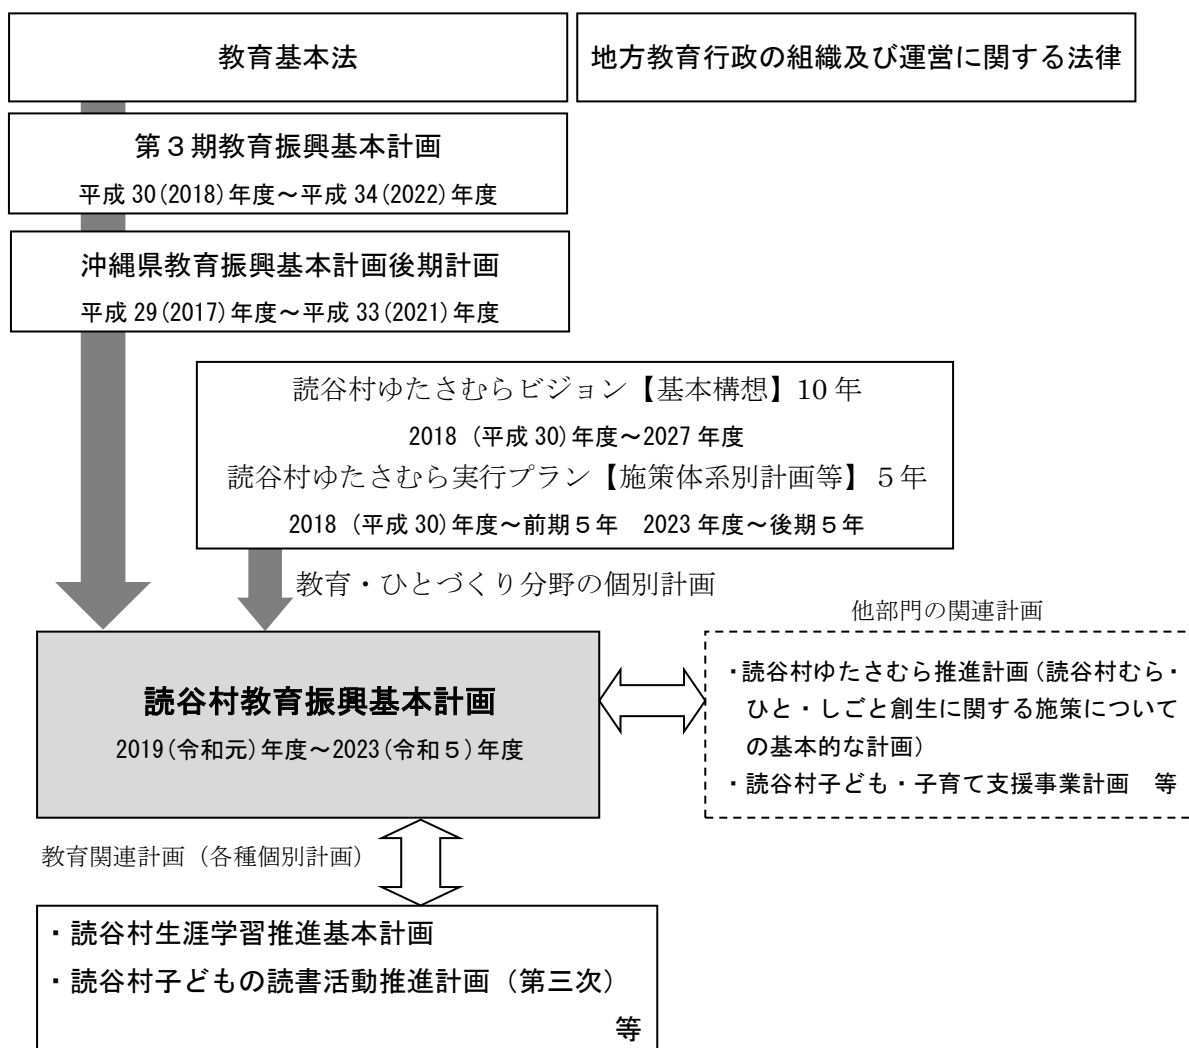 教育基本法
地方教育行政の組織及び運営に関する法律
第３期教育振興基本計画
平成 30(2018)年度～平成 34(2022)年度
沖縄県教育振興基本計画後期計画
平成 29(2017)年度～平成 33(2021)年度
読谷村ゆたさむらビジョン【基本構想】10 年
2018 (平成 30)年度～2027 年度
読谷村ゆたさむら実行プラン【施策体系別計画等】５年
2018 (平成 30)年度～前期５年　2023 年度～後期５年
教育・ひとづくり分野の個別計画
他部門の関連計画
読谷村教育振興基本計画
2019(令和元)年度～2023(令和５)年度
・読谷村ゆたさむら推進計画(読谷村むら・
ひと・しごと創生に関する施策について
の基本的な計画)
・読谷村子ども・子育て支援事業計画　等
教育関連計画（各種個別計画）
・読谷村生涯学習推進基本計画
・読谷村子どもの読書活動推進計画（第三次）
等